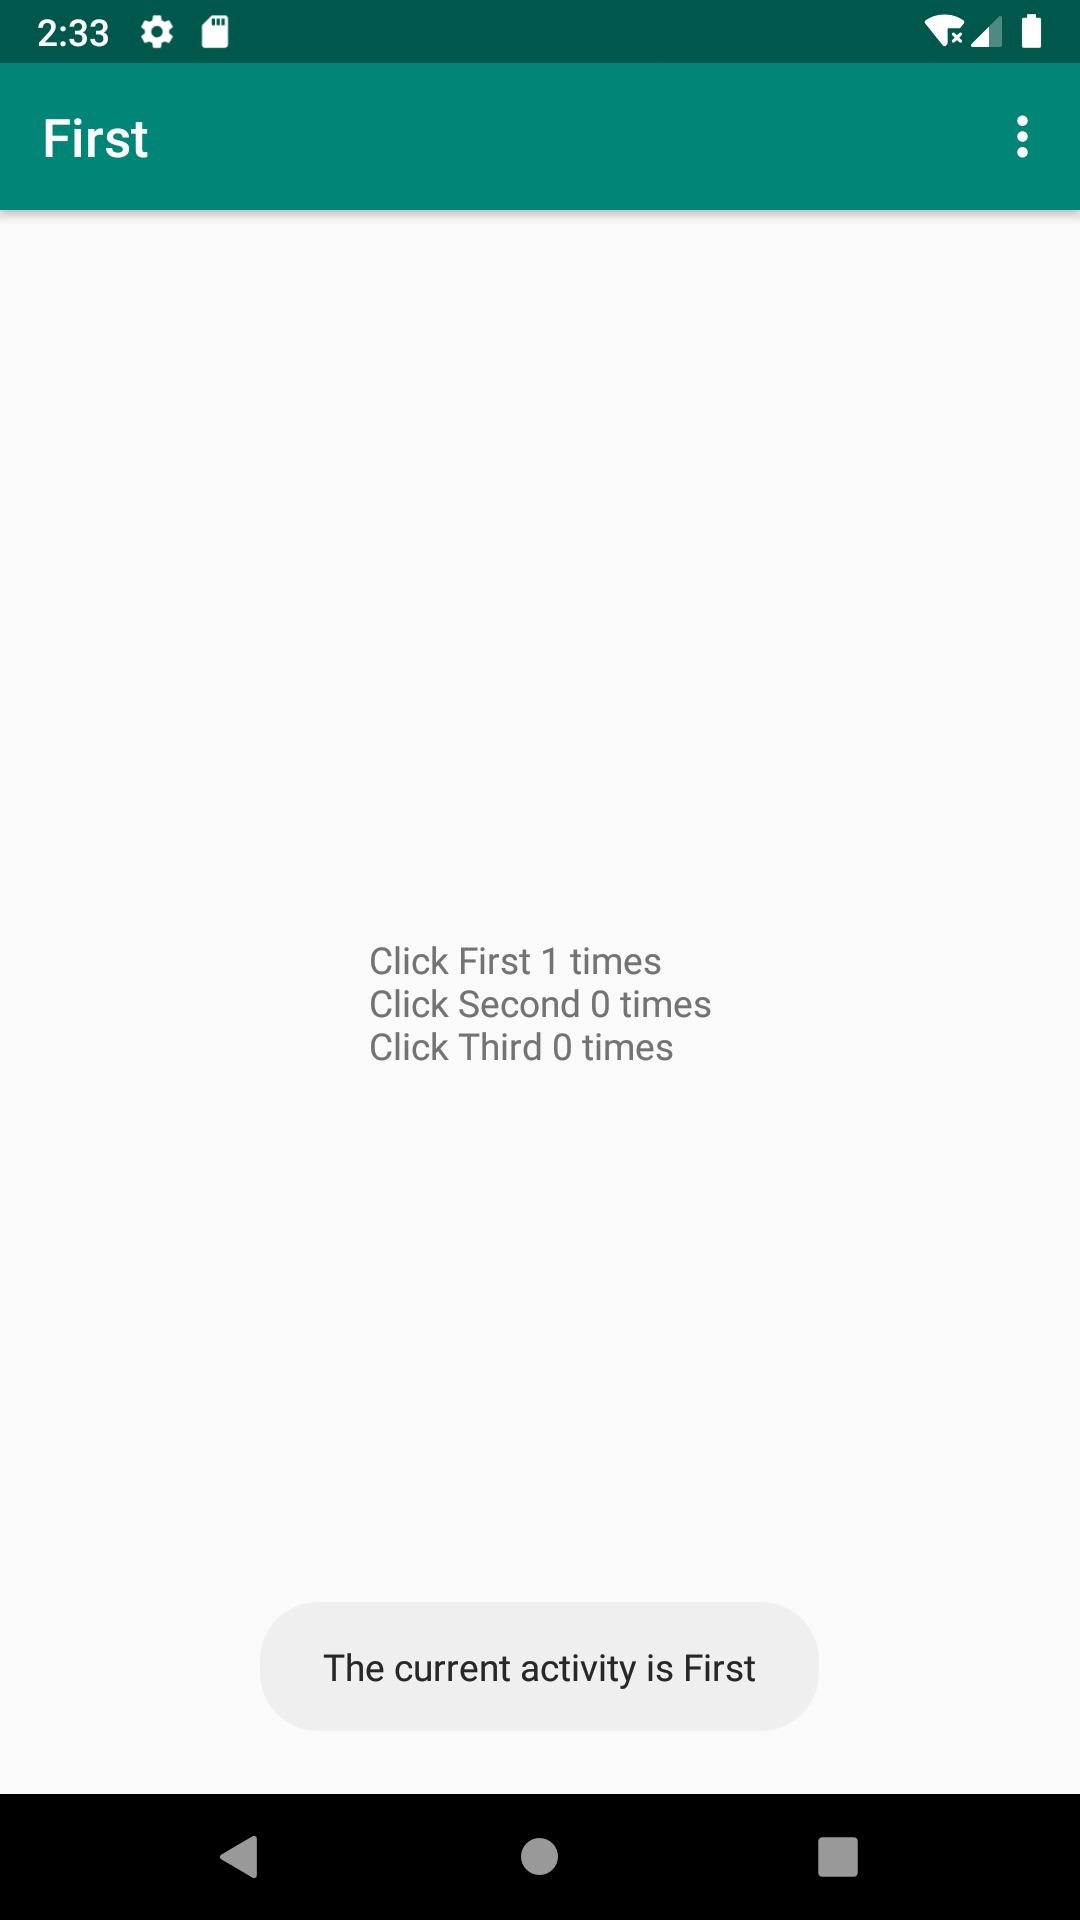 2:33
First
Click First 1 times
Click Second 0 times
Click Third 0 times
The current activity is First